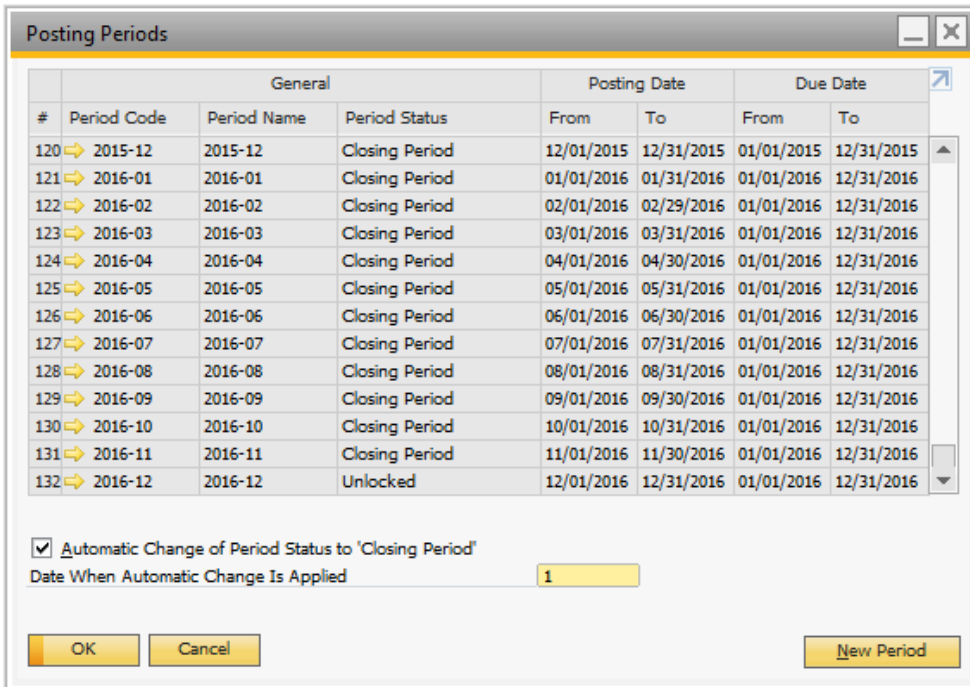 Posting Periods
General Posting Date Due Date
# Period Code Period Name Period Status From To From To
120 2015-12 2015-12 Closing Period 12/01/2015 12/31/2015 01/01/2015 12/31/2015
121 2016-01 2016-01 Closing Period 01/01/2016 01/31/2016 01/01/2016 12/31/2016
122 2016-02 2016-02 Closing Period 02/01/2016 02/29/2016 01/01/2016 12/31/2016
123 2016-03 2016-03 Closing Period 03/01/2016 03/31/2016 01/01/2016 12/31/2016
124 2016-04 2016-04 Closing Period 04/01/2016 04/30/2016 01/01/2016 12/31/2016
125 2016-05 2016-05 Closing Period 05/01/2016 05/31/2016 01/01/2016 12/31/2016
126 2016-06 2016-06 Closing Period 06/01/2016 06/30/2016 01/01/2016 12/31/2016
127 2016-07 2016-07 Closing Period 07/01/2016 07/31/2016 01/01/2016 12/31/2016
128 2016-08 2016-08 Closing Period 08/01/2016 08/31/2016 01/01/2016 12/31/2016
129 2016-09 2016-09 Closing Period 09/01/2016 09/30/2016 01/01/2016 12/31/2016
130 2016-10 2016-10 Closing Period 10/01/2016 10/31/2016 01/01/2016 12/31/2016
131 2016-11 2016-11 Closing Period 11/01/2016 11/30/2016 01/01/2016 12/31/2016
132 2016-12 2016-12 Unlocked 12/01/2016 12/31/2016 01/01/2016 12/31/2016
Automatic Change of Period Status to 'Closing Period'
Date When Automatic Change Is Applied 1
OK Cancel New Period